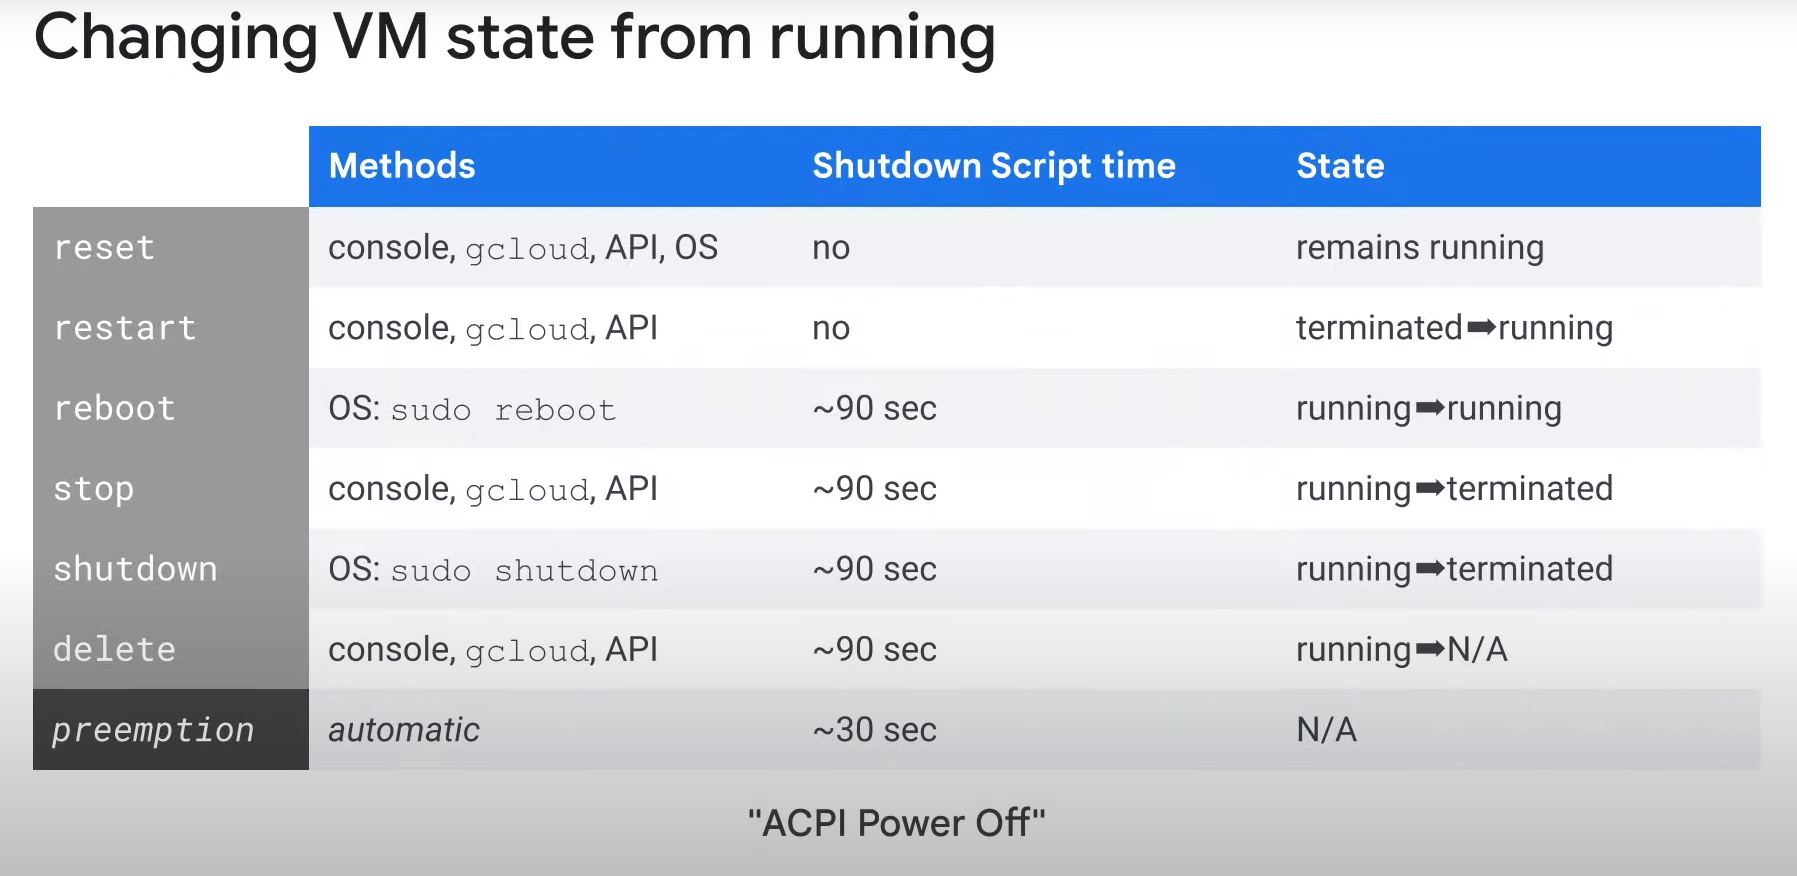 Changing VM state from running
Methods Shutdown Script time State
reset console, gcloud, API, OS no remains running
restart console, gcloud, API no terminated➡running
reboot OS: sudo reboot ~90 sec running➡running
stop console, gcloud, API ~90 sec running➡terminated
shutdown OS: sudo shutdown ~90 sec running➡terminated
delete console, gcloud, API ~90 sec running➡N/A
preemption automatic ~30 sec N/A
"ACPI Power Off"